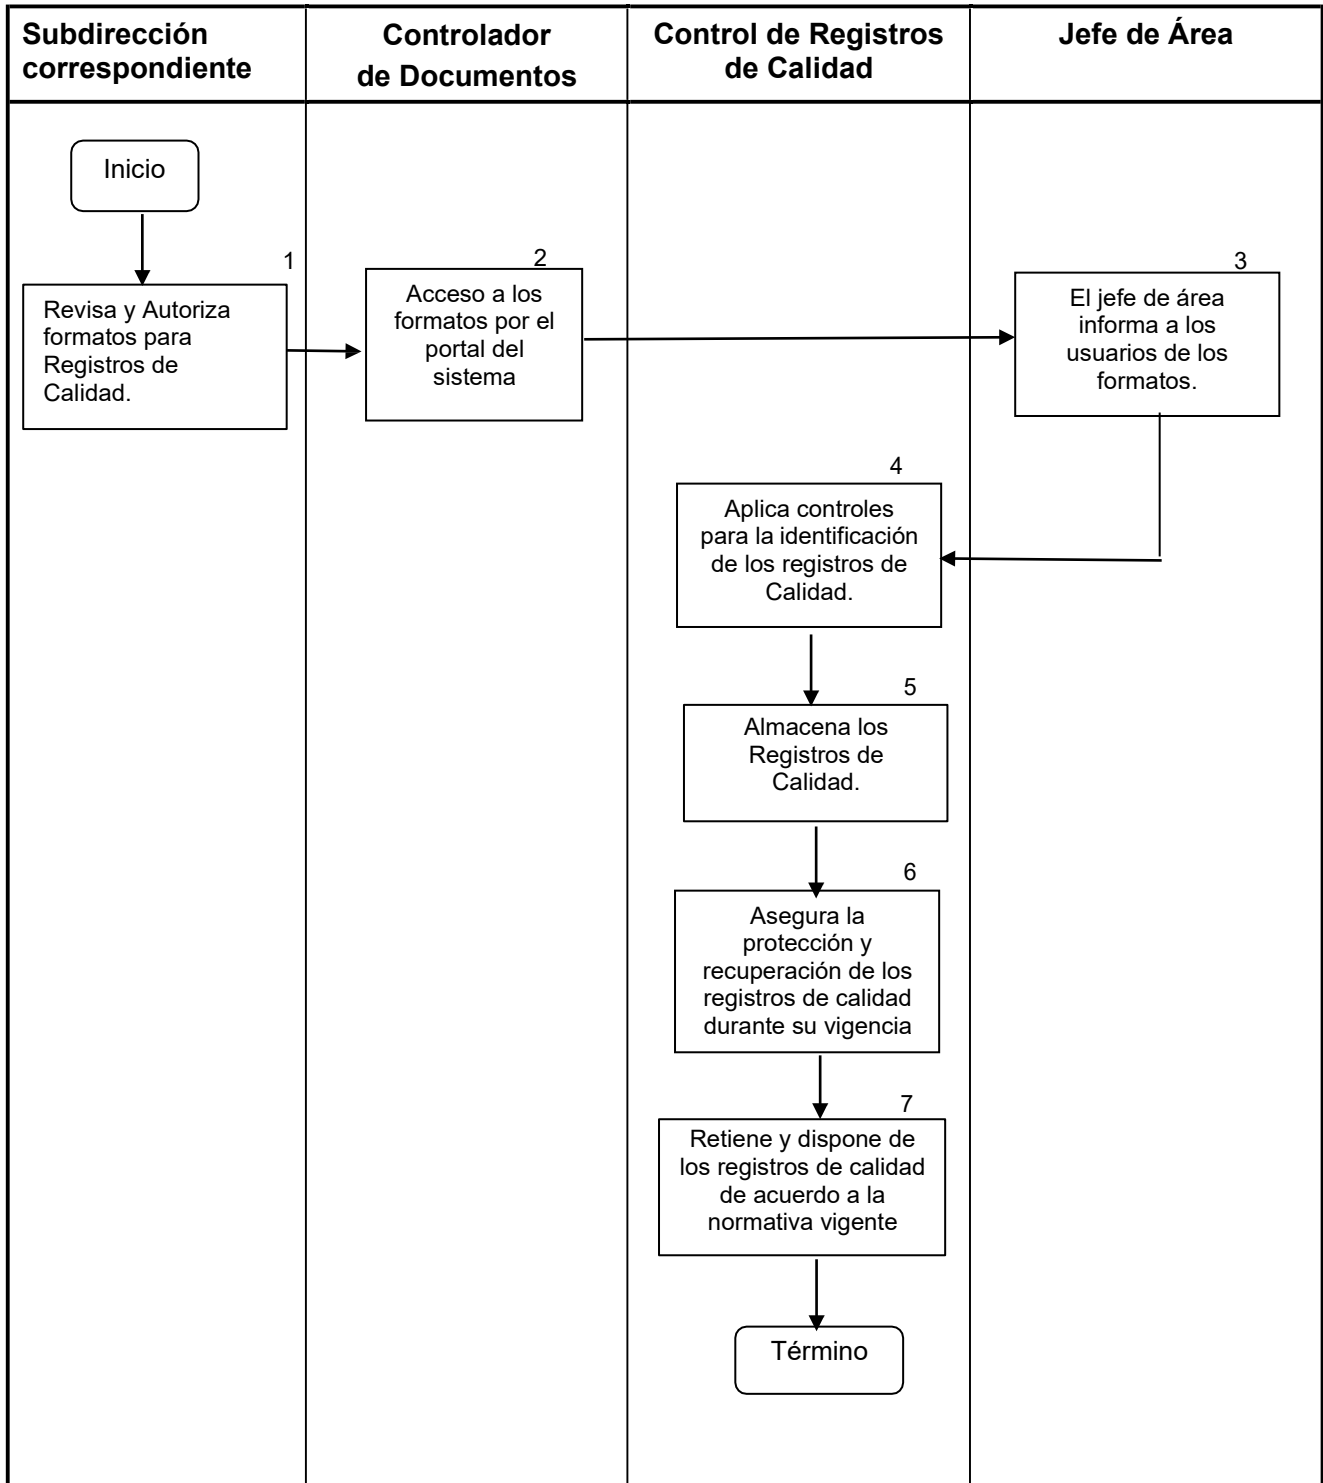 Subdirección
correspondiente
Controlador
de Documentos
Control de Registros
de Calidad
Jefe de Área
Inicio
1
Revisa y Autoriza
formatos para
Registros de
Calidad.
2
Acceso a los
formatos por el
portal del
sistema
3
El jefe de área
informa a los
usuarios de los
formatos.
4
Aplica controles
para la identificación
de los registros de
Calidad.
5
Almacena los
Registros de
Calidad.
6
Asegura la
protección y
recuperación de los
registros de calidad
durante su vigencia
7
Retiene y dispone de
los registros de calidad
de acuerdo a la
normativa vigente
Término